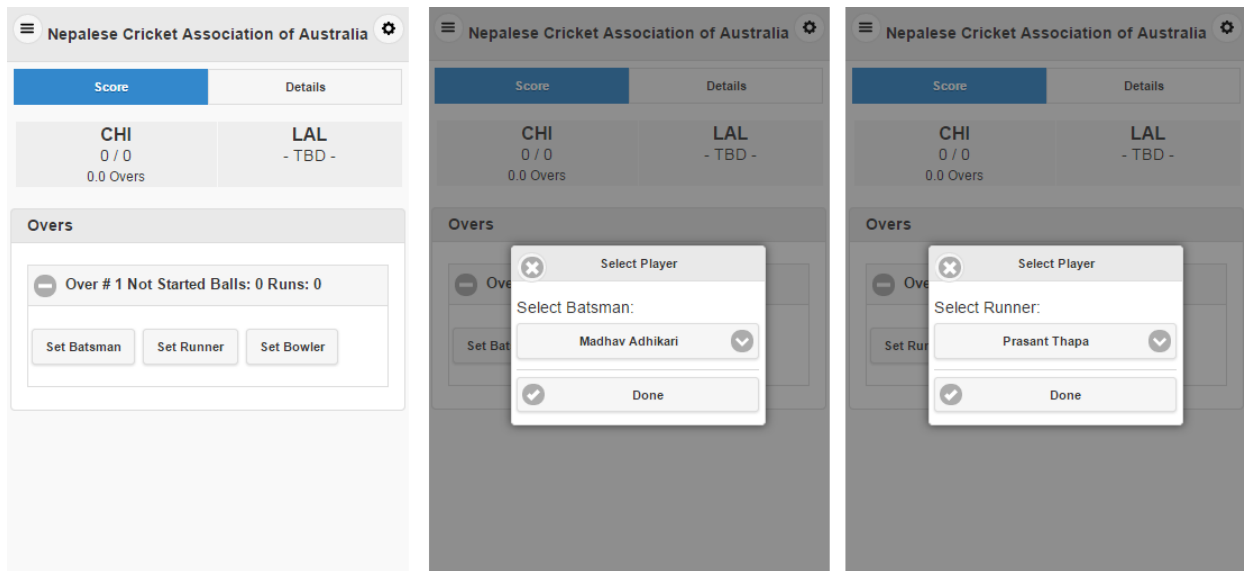 Nepalese Cricket Association of Australia
Score Details
CHI LAL
0 / 0 - TBD -
0.0 Overs
Overs
Over # 1 Not Started Balls: 0 Runs: 0
Set Batsman Set Runner Set Bowler
Nepalese Cricket Association of Australia
Score Details
CHI LAL
0 / 0 - TBD -
0.0 Overs
Overs
Ove
Set Bat
Select Player
Select Batsman:
Madhav Adhikari
Done
Nepalese Cricket Association of Australia
Score Details
CHI LAL
0 / 0 - TBD -
0.0 Overs
Overs
Ove
Set Rur
Select Player
Select Runner:
Prasant Thapa
Done